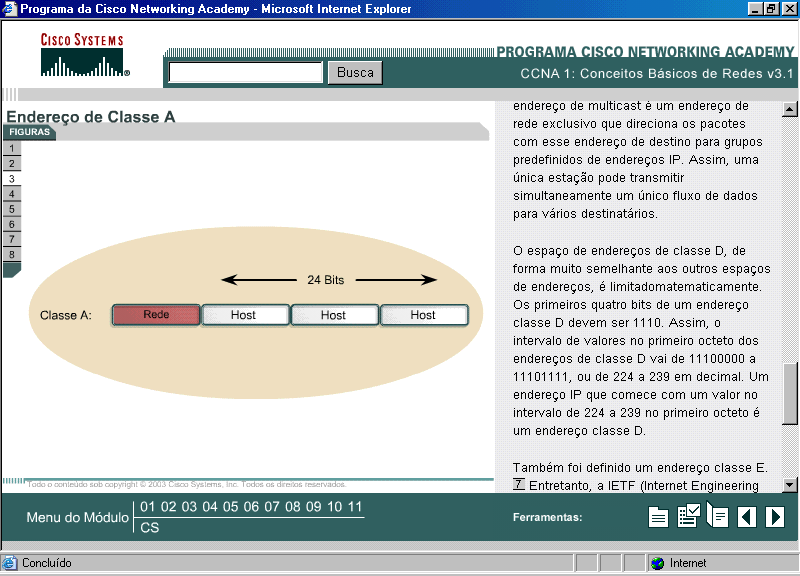 Programa da Cisco Networking Academy - Microsoft Internet Explorer
CISCO SYSTEMS
Busca
PROGRAMA CISCO NETWORKING ACADEMY
CCNA 1: Conceitos Básicos de Redes v3.1
Endereço de Classe A
FIGURAS
1
2
3
4
5
6
7
8
24 Bits
Classe A: Rede Host Host Host
Todo o conteúdo sob copyright © 2003 Cisco Systems, Inc. Todos os direitos reservados.
endereço de multicast é um endereço de
rede exclusivo que direciona os pacotes
com esse endereço de destino para grupos
predefinidos de endereços IP. Assim, uma
única estação pode transmitir
simultaneamente um único fluxo de dados
para vários destinatários.
O espaço de endereços de classe D, de
forma muito semelhante aos outros espaços
de endereços, é limitadomatematicamente.
Os primeiros quatro bits de um endereço
classe D devem ser 1110. Assim, o
intervalo de valores no primeiro octeto dos
endereços de classe D vai de 11100000 a
11101111, ou de 224 a 239 em decimal. Um
endereço IP que comece com um valor no
intervalo de 224 a 239 no primeiro octeto é
um endereço classe D.
Também foi definido um endereço classe E.
7 Entretanto, a IETF (Internet Engineering
Menu do Módulo 01 02 03 04 05 06 07 08 09 10 11
CS
Ferramentas:
Concluído
Internet